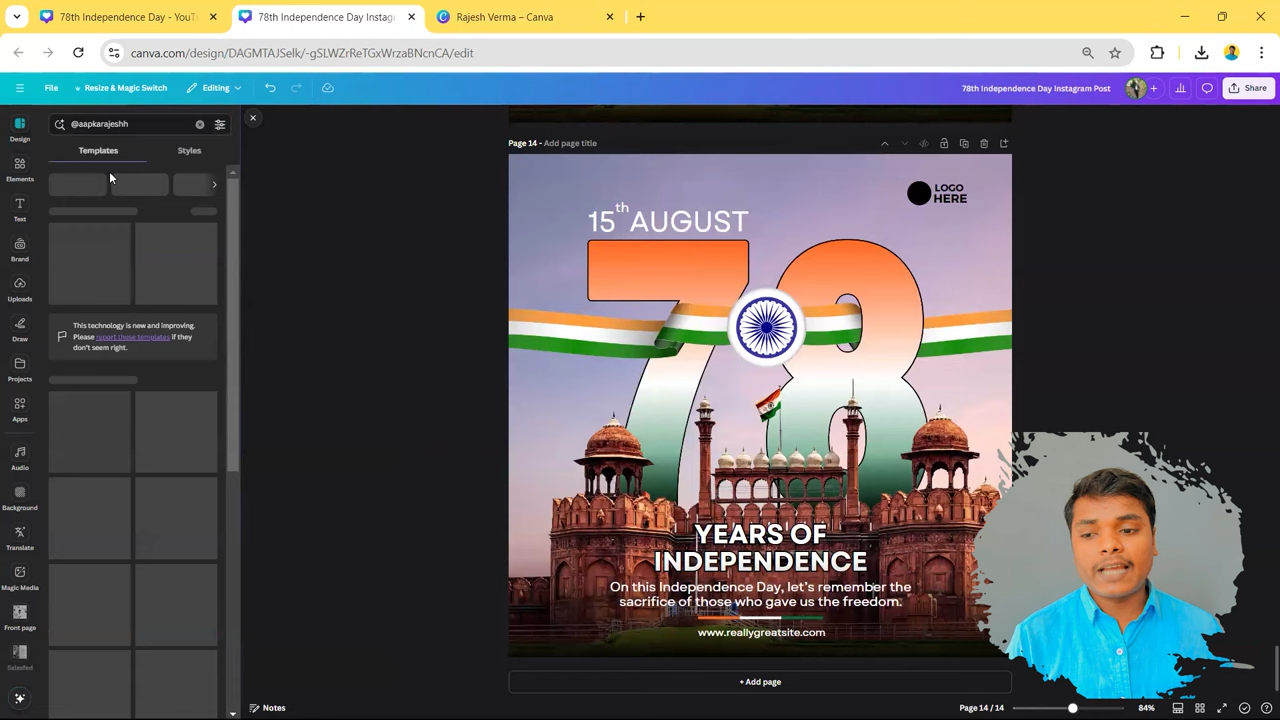 78th Independence Day - YouT
78th Independence Day Instag
Rajesh Verma – Canva
canva.com/design/DAGMTAJSelk/-gSLWZrReTGxWrzaBNcnCA/edit
File
Resize & Magic Switch
Editing
78th Independence Day Instagram Post
Share
@aapkarajeshh
Templates
Styles
Design
Elements
Text
Brand
Uploads
Draw
Projects
Apps
Audio
Background
Translate
Magic Media
Front page
Selected
This technology is new and improving.
Please report these templates if they
don't seem right.
Page 14 - Add page title
LOGO
HERE
15th AUGUST
78
YEARS OF
INDEPENDENCE
On this Independence Day, let's remember the
sacrifice of those who gave us the freedom.
www.reallygreatsite.com
+ Add page
Notes
Page 14 / 14
84%